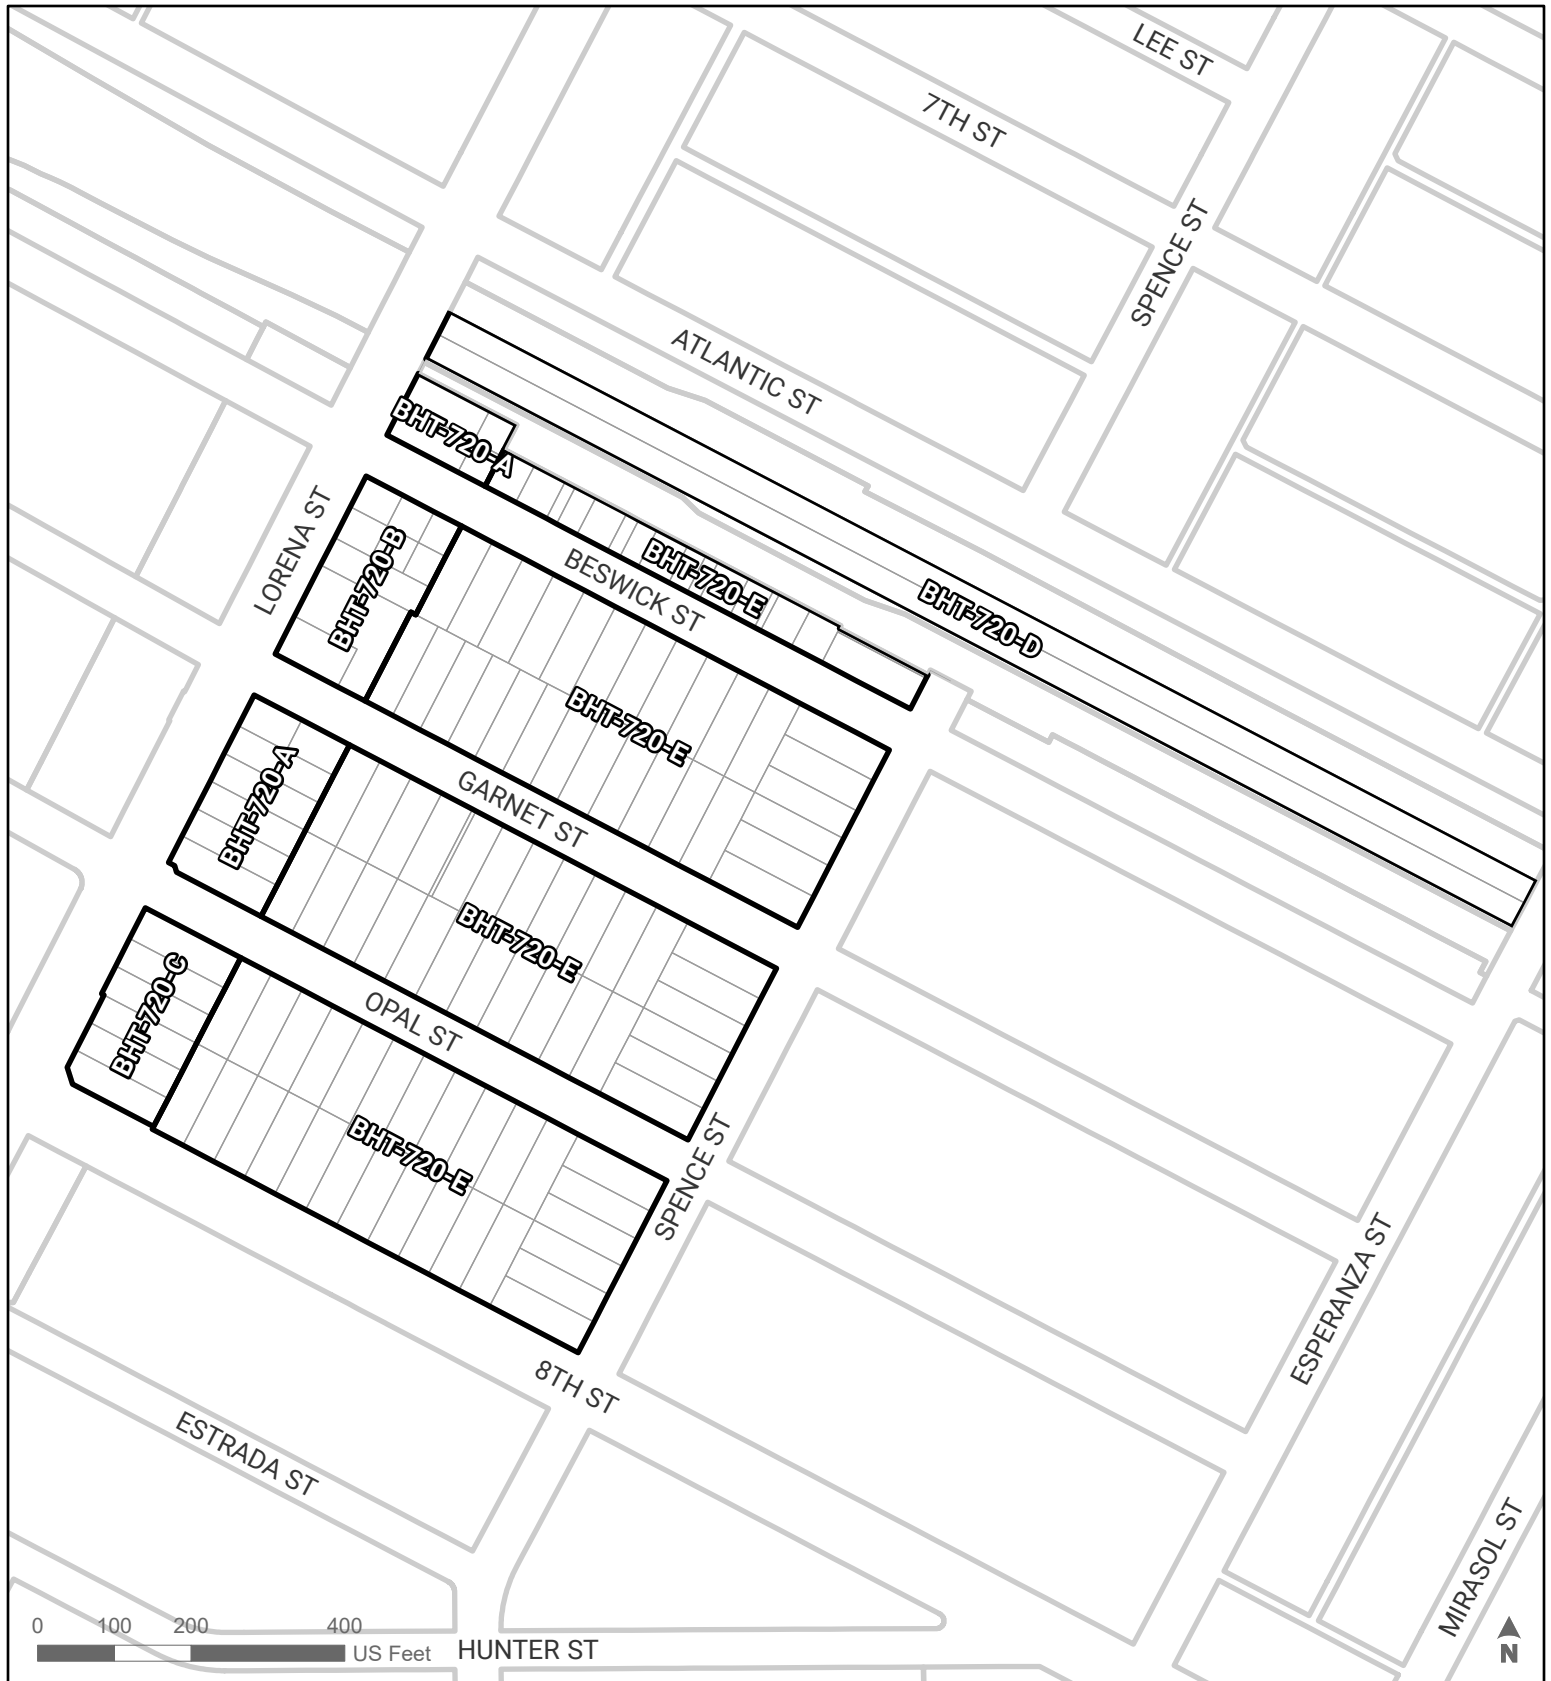 LEE ST
7TH ST
SPENCE ST
ATLANTIC ST
BHT-720-A
LORENA ST
BHT-720-B
BESWICK ST
BHT-720-E
BHT-720-D
BHT-720-E
BHT-720-A
GARNET ST
BHT-720-E
BHT-720-C
OPAL ST
BHT-720-E
SPENCE ST
ESPERANZA ST
8TH ST
ESTRADA ST
MIRASOL ST
0 100 200 400
US Feet
HUNTER ST
N